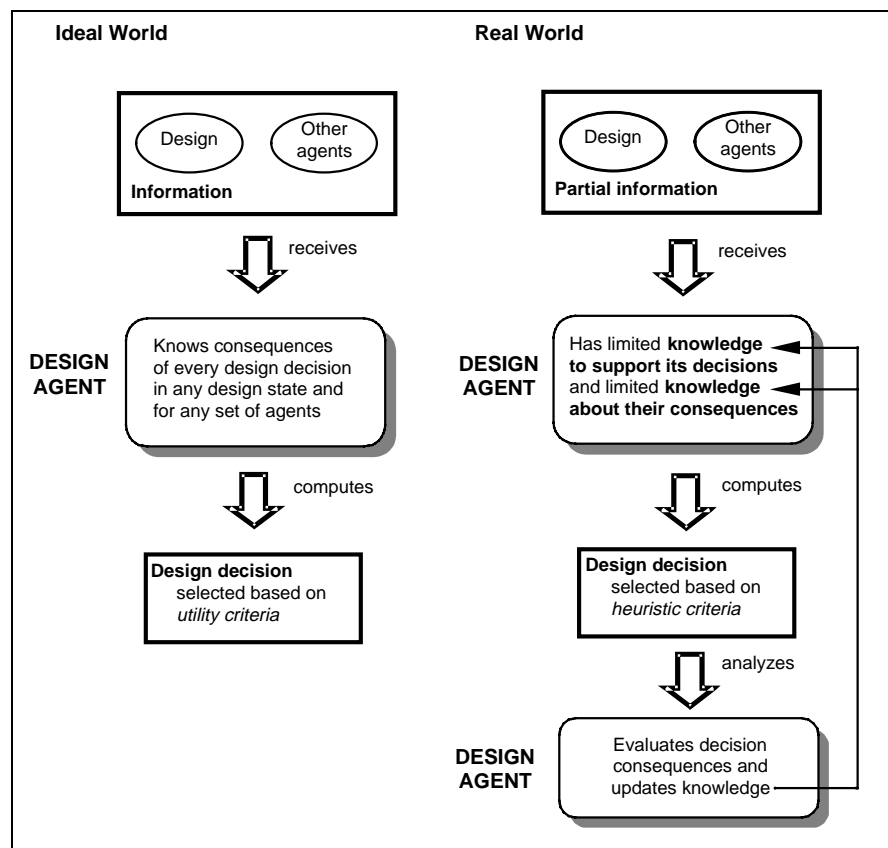 Ideal World
Design
Other
agents
Information
receives
DESIGN
AGENT
Knows consequences
of every design decision
in any design state and
for any set of agents
computes
Design decision
selected based on
utility criteria
Real World
Design
Other
agents
Partial information
receives
DESIGN
AGENT
Has limited knowledge
to support its decisions
and limited knowledge
about their consequences
computes
Design decision
selected based on
heuristic criteria
analyzes
DESIGN
AGENT
Evaluates decision
consequences and
updates knowledge